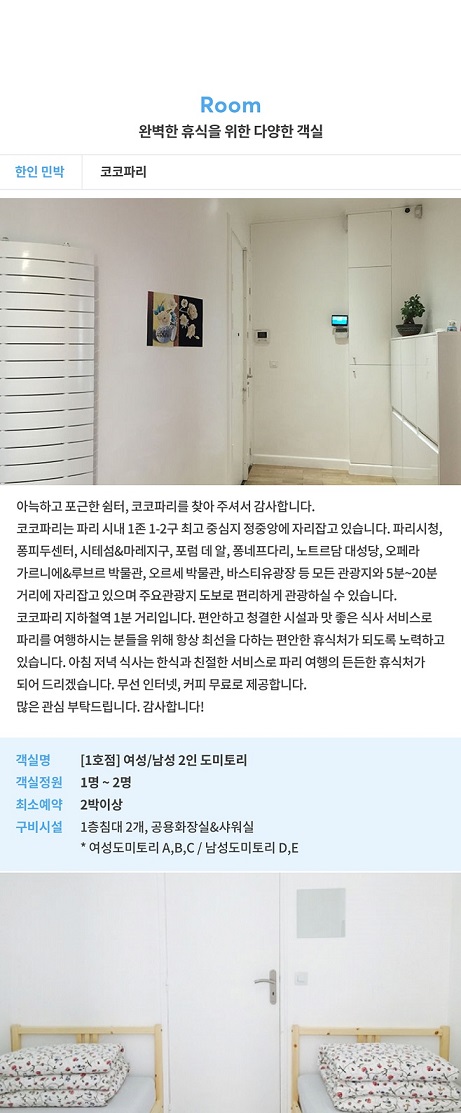 Room
완벽한 휴식을 위한 다양한 객실
한인 민박 코코파리
아늑하고 포근한 쉼터, 코코파리를 찾아 주셔서 감사합니다.
코코파리는 파리 시내 1존 1-2구 최고 중심지 정중앙에 자리잡고 있습니다. 파리시청,
퐁피두센터, 시테섬&마레지구, 포럼 데 알, 퐁네프다리, 노트르담 대성당, 오페라
가르니에&루브르 박물관, 오르세 박물관, 바스티유광장 등 모든 관광지와 5분~20분
거리에 자리잡고 있으며 주요관광지 도보로 편리하게 관광하실 수 있습니다.
코코파리 지하철역 1분 거리입니다. 편안하고 청결한 시설과 맛 좋은 식사 서비스로
파리를 여행하시는 분들을 위해 항상 최선을 다하는 편안한 휴식처가 되도록 노력하고
있습니다. 아침 저녁 식사는 한식과 친절한 서비스로 파리 여행의 든든한 휴식처가
되어 드리겠습니다. 무선 인터넷, 커피 무료로 제공합니다.
많은 관심 부탁드립니다. 감사합니다!
객실명 [1호점] 여성/남성 2인 도미토리
객실정원 1명 ~ 2명
최소예약 2박이상
구비시설 1층침대 2개, 공용화장실&샤워실
* 여성도미토리 A,B,C / 남성도미토리 D,E